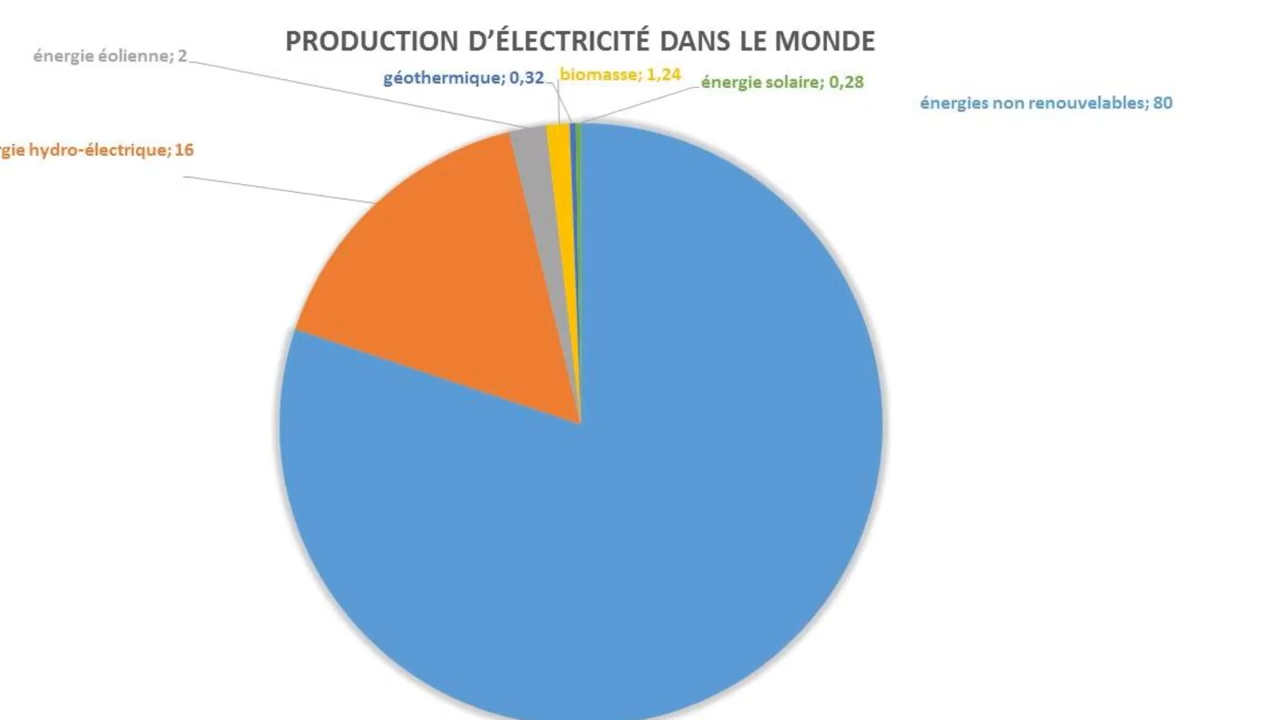 PRODUCTION D'ÉLECTRICITÉ DANS LE MONDE
énergie éolienne; 2
géothermique; 0,32
biomasse; 1,24
énergie solaire; 0,28
énergies non renouvelables; 80
rgie hydro-électrique; 16